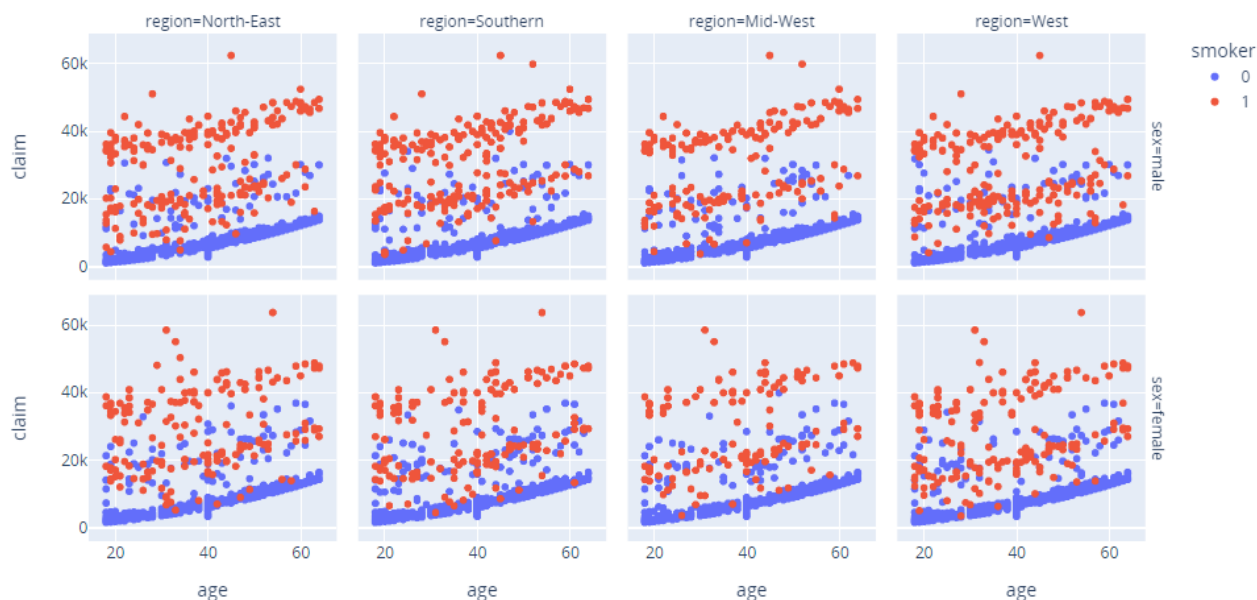 region=North-East
region=Southern
region=Mid-West
region=West
smoker
0
1
60k
40k
20k
0
claim
sex=male
60k
40k
20k
0
claim
sex=female
20
40
60
20
40
60
20
40
60
20
40
60
age
age
age
age